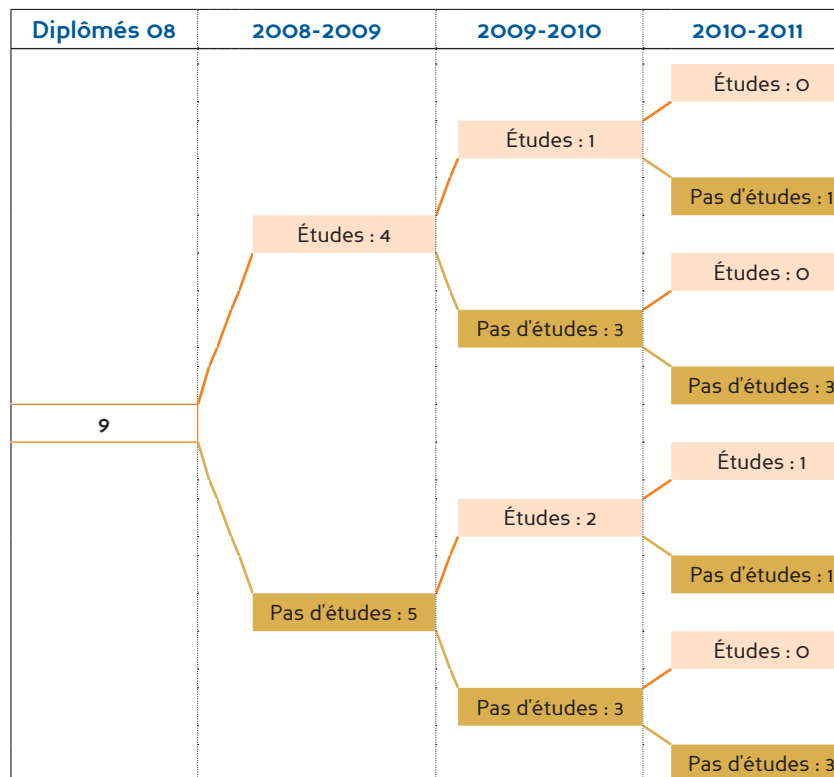 Diplômés 08 2008-2009 2009-2010 2010-2011
Études : 0
Études : 1
Pas d'études : 1
Études : 4
Études : 0
Pas d'études : 3
Pas d'études : 3
9
Études : 1
Études : 2
Pas d'études : 1
Pas d'études : 5
Études : 0
Pas d'études : 3
Pas d'études : 3